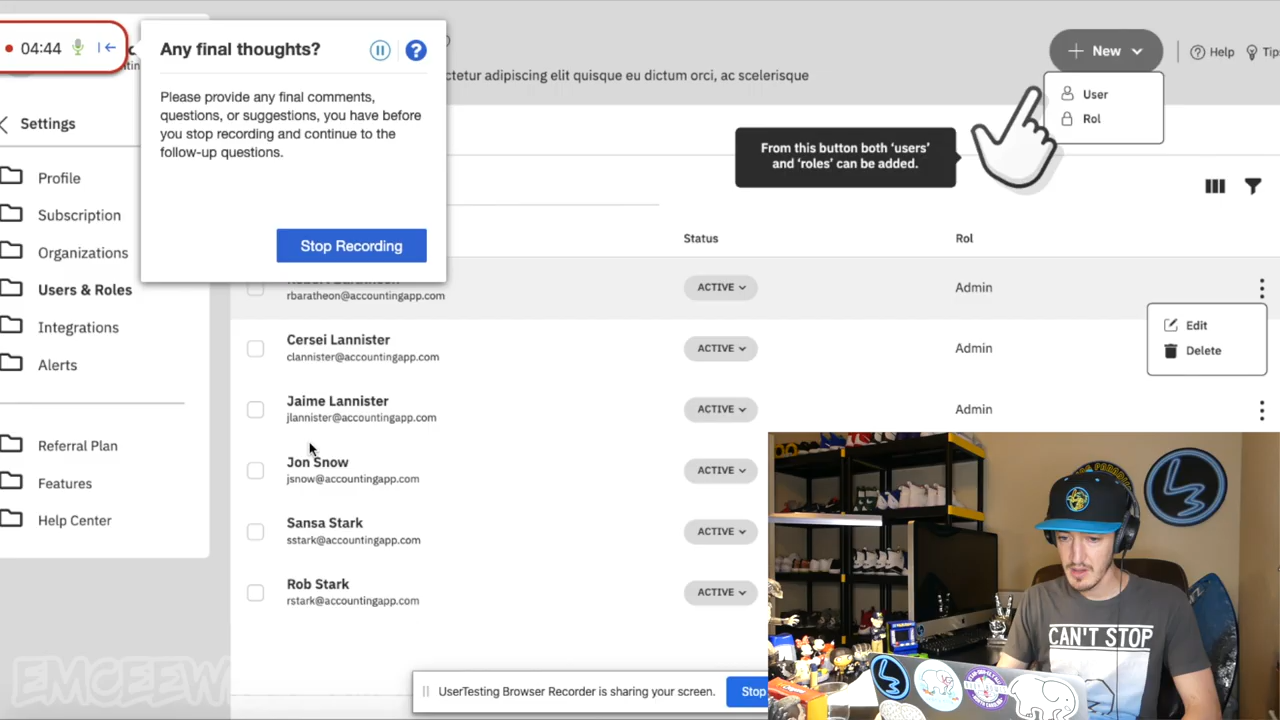 04:44
Any final thoughts?
ctetur adipiscing elit quisque eu dictum orci, ac scelerisque
New
Help
Tips
Please provide any final comments,
questions, or suggestions, you have before
you stop recording and continue to the
follow-up questions.
Stop Recording
User
Rol
From this button both ‘users’
and ‘roles’ can be added.
Settings
Profile
Subscription
Organizations
Users & Roles
Integrations
Alerts
Referral Plan
Features
Help Center
Status
Rol
rbaratheon@accountingapp.com
ACTIVE
Admin
Edit
Delete
Cersei Lannister
clannister@accountingapp.com
ACTIVE
Admin
Jaime Lannister
jlannister@accountingapp.com
ACTIVE
Admin
Jon Snow
jsnow@accountingapp.com
ACTIVE
Sansa Stark
sstark@accountingapp.com
ACTIVE
Rob Stark
rstark@accountingapp.com
ACTIVE
UserTesting Browser Recorder is sharing your screen.
Stop
CAN'T STOP